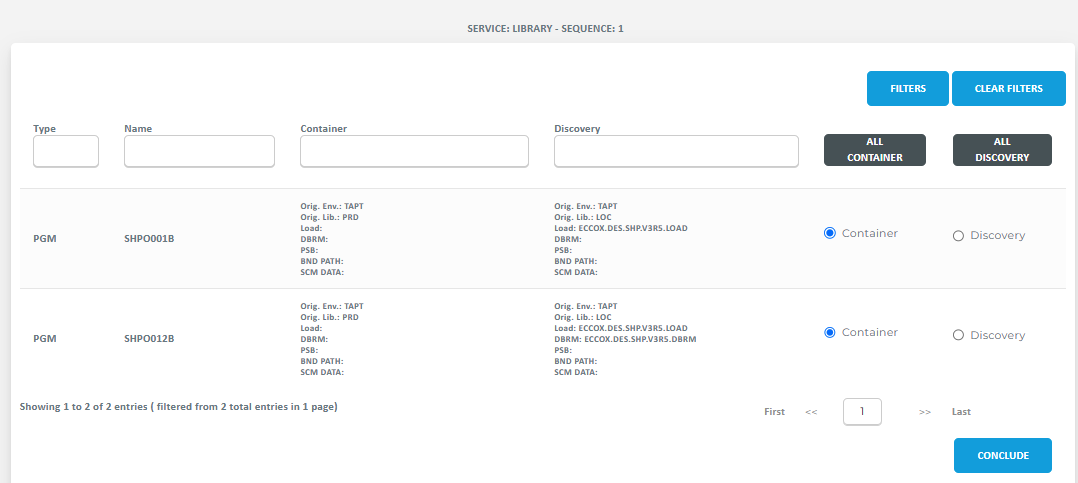 SERVICE: LIBRARY - SEQUENCE: 1
FILTERS CLEAR FILTERS
Type Name Container Discovery
ALL CONTAINER ALL DISCOVERY
PGM SHPO001B
Orig. Env.: TAPT
Orig. Lib.: PRD
Load:
DBRM:
PSB:
BND PATH:
SCM DATA:
Orig. Env.: TAPT
Orig. Lib.: LOC
Load: ECCOX.DES.SHP.V3R5.LOAD
DBRM:
PSB:
BND PATH:
SCM DATA:
Container Discovery
PGM SHPO012B
Orig. Env.: TAPT
Orig. Lib.: PRD
Load:
DBRM:
PSB:
BND PATH:
SCM DATA:
Orig. Env.: TAPT
Orig. Lib.: LOC
Load: ECCOX.DES.SHP.V3R5.LOAD
DBRM: ECCOX.DES.SHP.V3R5.DBRM
PSB:
BND PATH:
SCM DATA:
Container Discovery
Showing 1 to 2 of 2 entries ( filtered from 2 total entries in 1 page)
First << 1 >> Last
CONCLUDE